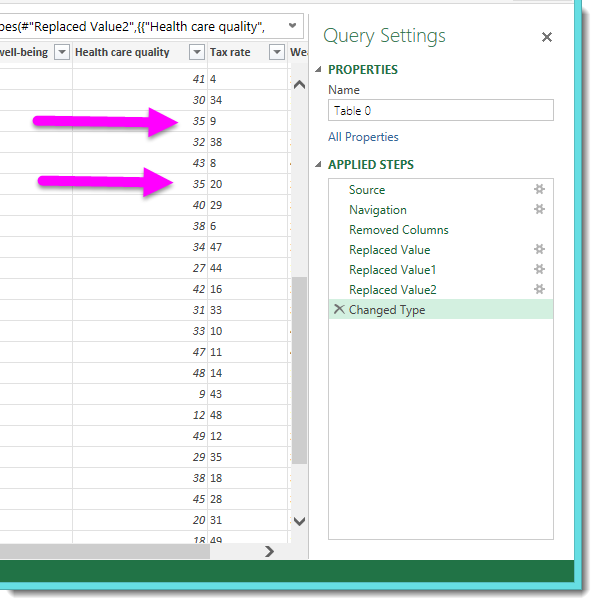 pes(#"Replaced Value2",{{"Health care quality",
well-being Health care quality Tax rate We
41 4
30 34
35 9
32 38
43 8
35 20
40 29
38 6
34 47
27 44
42 16
31 33
33 10
47 11
48 14
9 43
12 48
49 12
29 35
38 18
45 28
20 31
18 49
Query Settings
PROPERTIES
Name
Table 0
All Properties
APPLIED STEPS
Source
Navigation
Removed Columns
Replaced Value
Replaced Value1
Replaced Value2
Changed Type